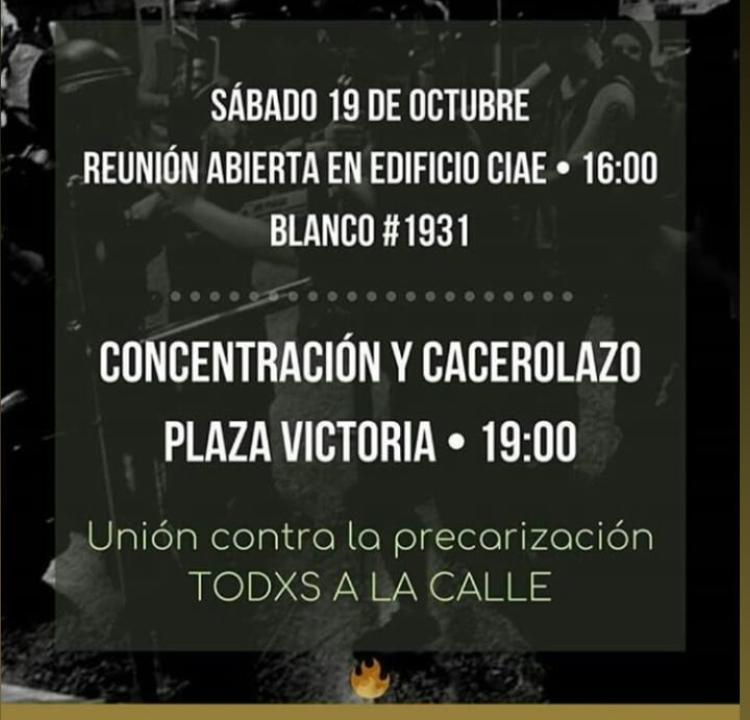 SÁBADO 19 DE OCTUBRE
REUNIÓN ABIERTA EN EDIFICIO CIAE • 16:00
BLANCO #1931
CONCENTRACIÓN Y CACEROLAZO
PLAZA VICTORIA • 19:00
Unión contra la precarización
TODXS A LA CALLE